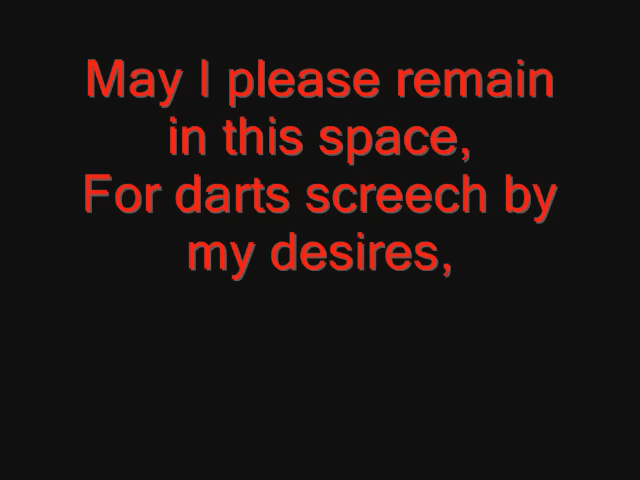 May I please remain
in this space,
For darts screech by
my desires,